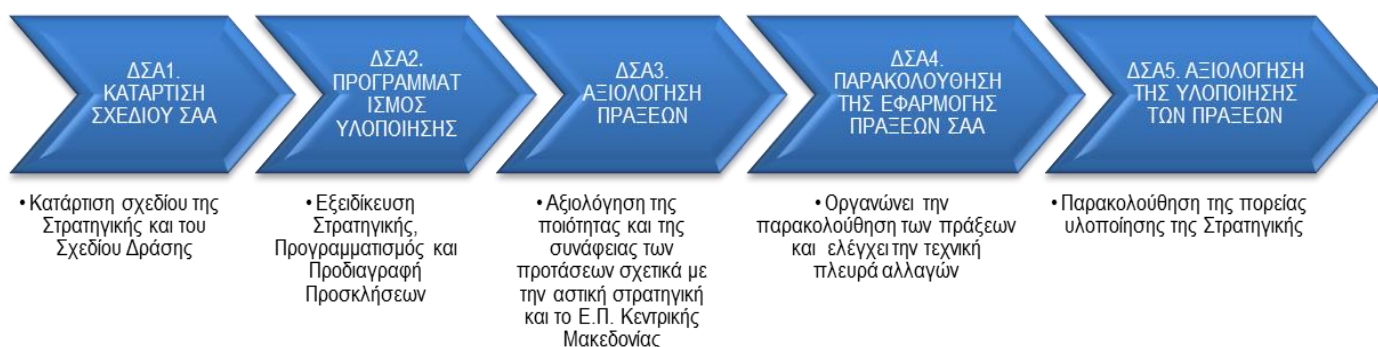 ΔΣΑ1.
ΚΑΤΑΡΤΙΣΗ
ΣΧΕΔΙΟΥ ΣΑΑ
• Κατάρτιση σχεδίου της
Στρατηγικής και του
Σχεδίου Δράσης
ΔΣΑ2.
ΠΡΟΓΡΑΜΜΑΤ
ΙΣΜΟΣ
ΥΛΟΠΟΙΗΣΗΣ
• Εξειδίκευση
Στρατηγικής,
Προγραμματισμός και
Προδιαγραφή
Προσκλήσεων
ΔΣΑ3.
ΑΞΙΟΛΟΓΗΣΗ
ΠΡΑΞΕΩΝ
• Αξιολόγηση της
ποιότητας και της
συνάφειας των
προτάσεων σχετικά με
την αστική στρατηγική
και το Ε.Π. Κεντρικής
Μακεδονίας
ΔΣΑ4.
ΠΑΡΑΚΟΛΟΥΘΗΣΗ
ΤΗΣ ΕΦΑΡΜΟΓΗΣ
ΠΡΑΞΕΩΝ ΣΑΑ
• Οργανώνει την
παρακολούθηση των πράξεων
και ελέγχει την τεχνική
πλευρά αλλαγών
ΔΣΑ5. ΑΞΙΟΛΟΓΗΣΗ
ΤΗΣ ΥΛΟΠΟΙΗΣΗΣ
ΤΩΝ ΠΡΑΞΕΩΝ
• Παρακολούθηση της πορείας
υλοποίησης της Στρατηγικής